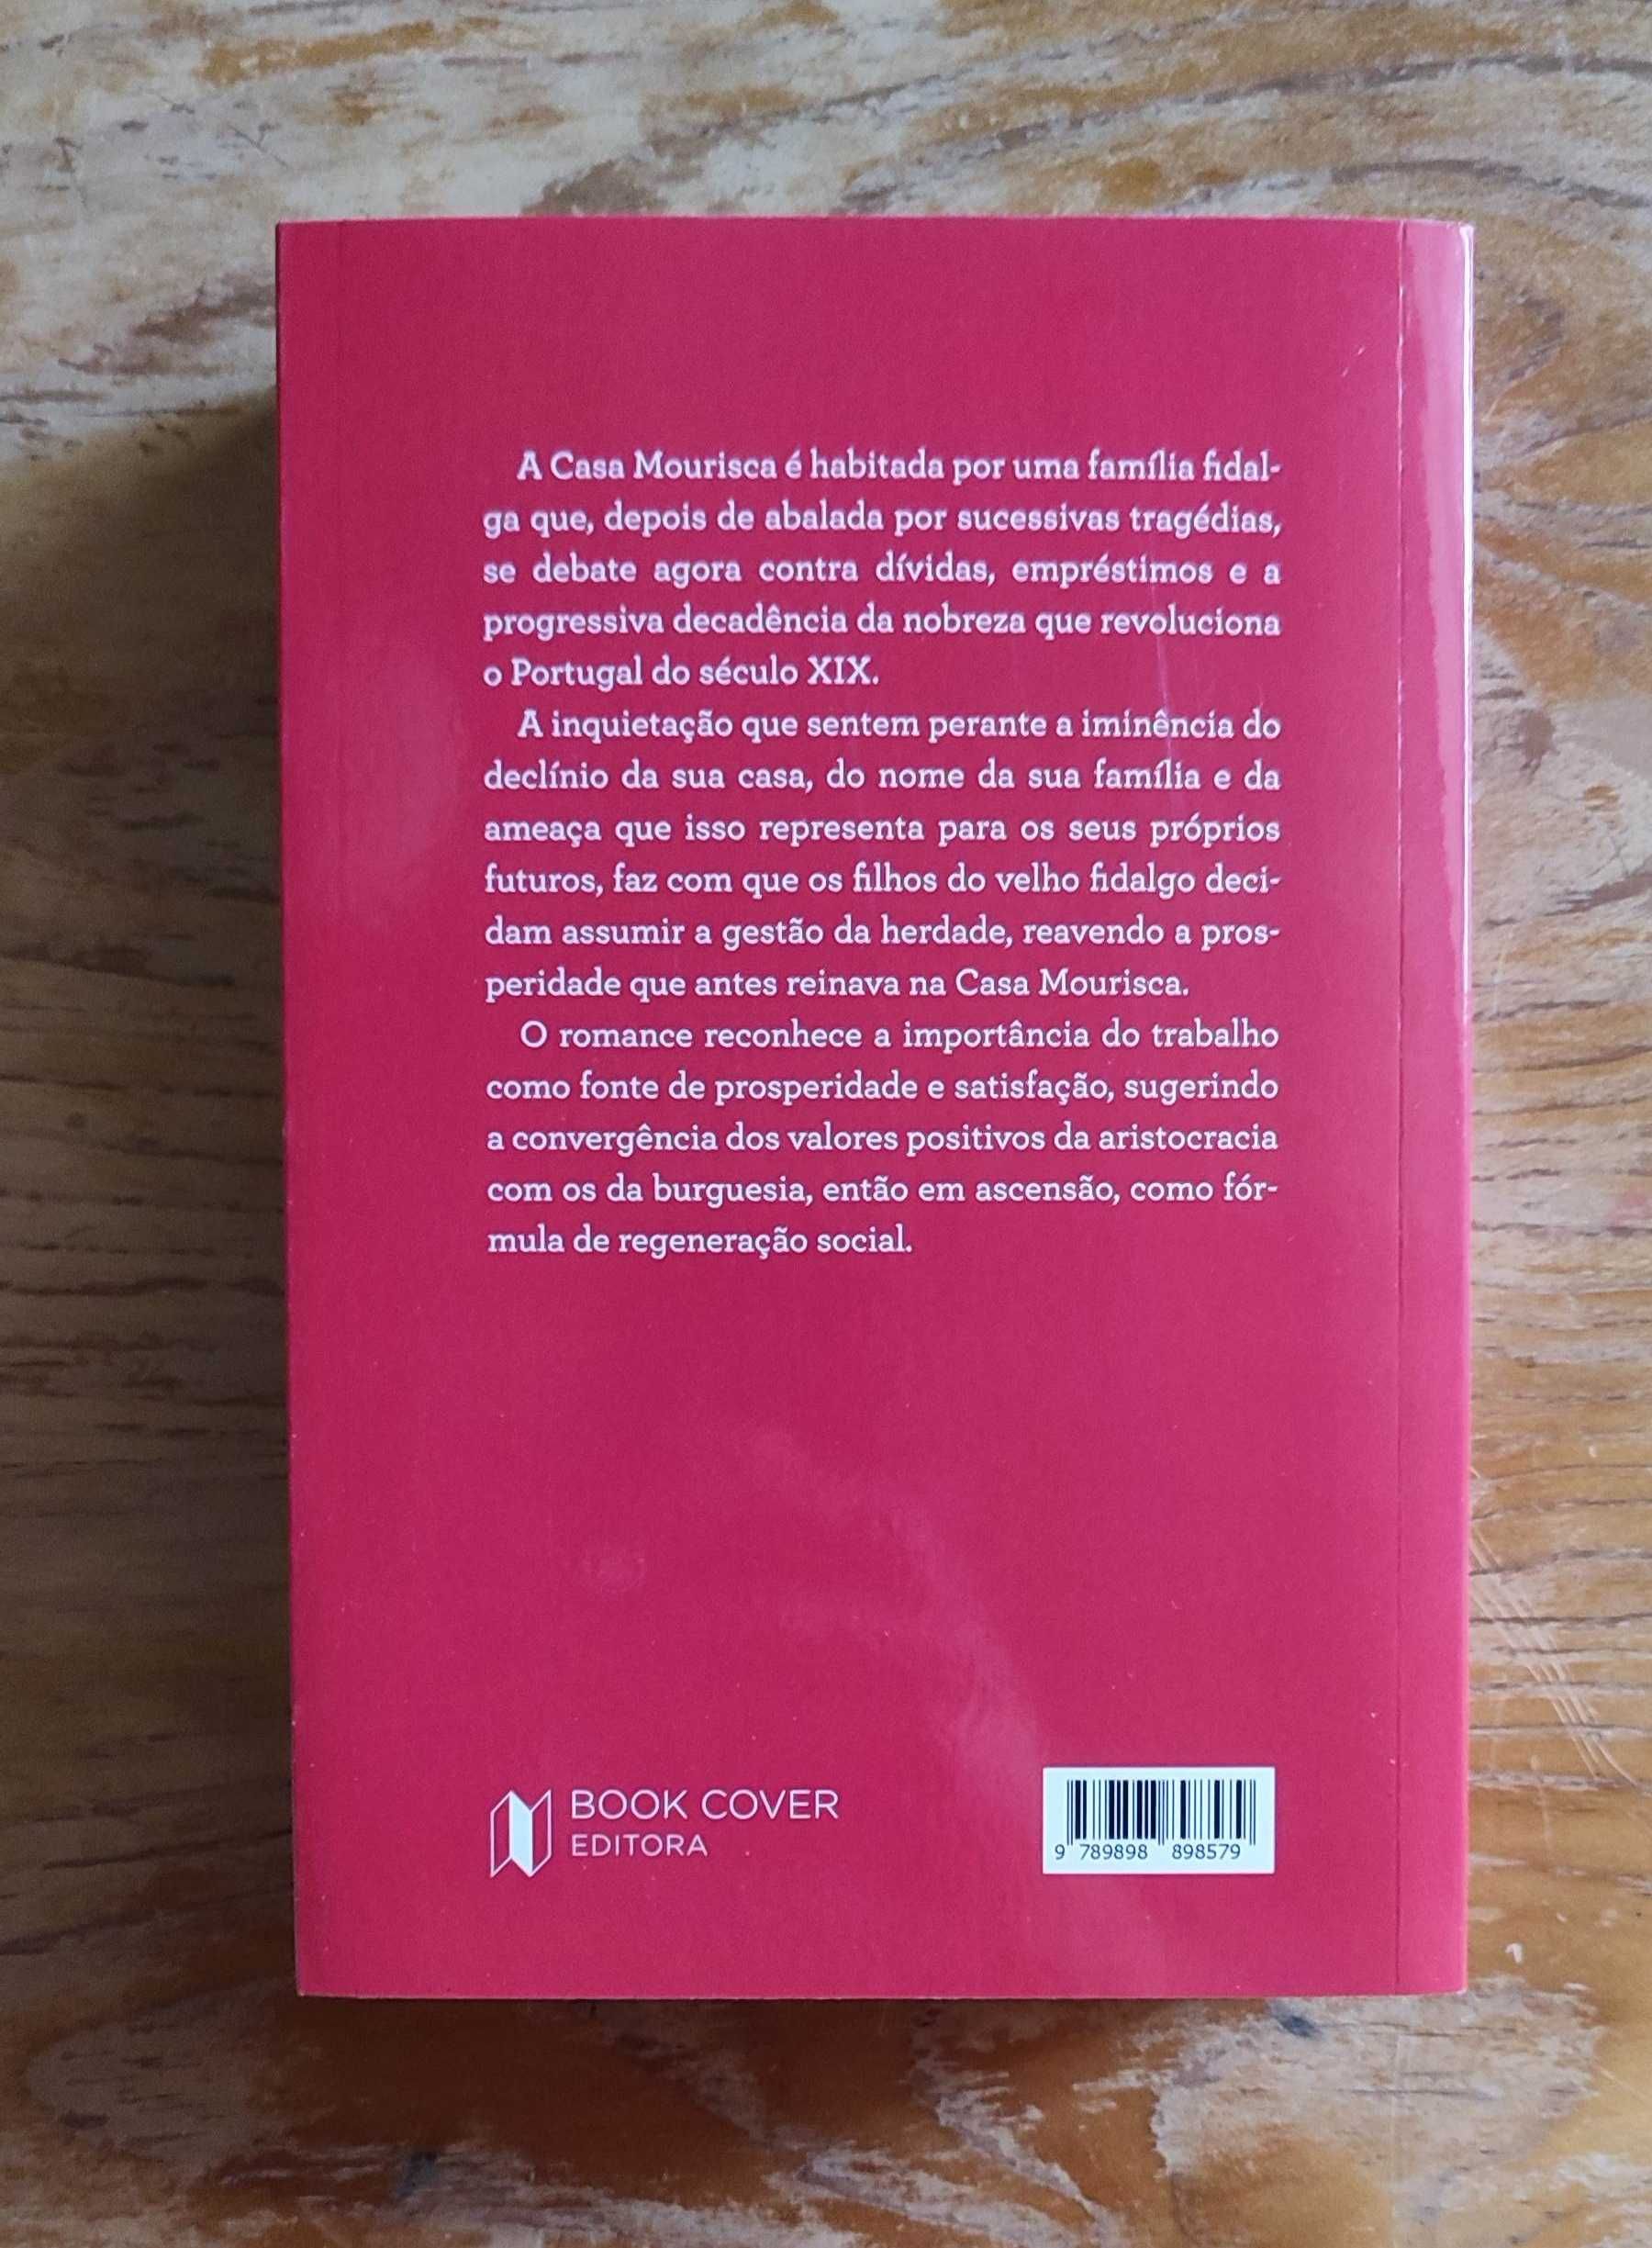 A Casa Mourisca é habitada por uma família fidal-
ga que, depois de abalada por sucessivas tragédias,
se debate agora contra dívidas, empréstimos e a
progressiva decadência da nobreza que revoluciona
o Portugal do século XIX.
A inquietação que sentem perante a iminência do
declínio da sua casa, do nome da sua família e da
ameaça que isso representa para os seus próprios
futuros, faz com que os filhos do velho fidalgo deci-
dam assumir a gestão da herdade, reavendo a pros-
peridade que antes reinava na Casa Mourisca.
O romance reconhece a importância do trabalho
como fonte de prosperidade e satisfação, sugerindo
a convergência dos valores positivos da aristocracia
com os da burguesia, então em ascensão, como fór-
mula de regeneração social.
BOOK COVER
EDITORA
9 789898 898579